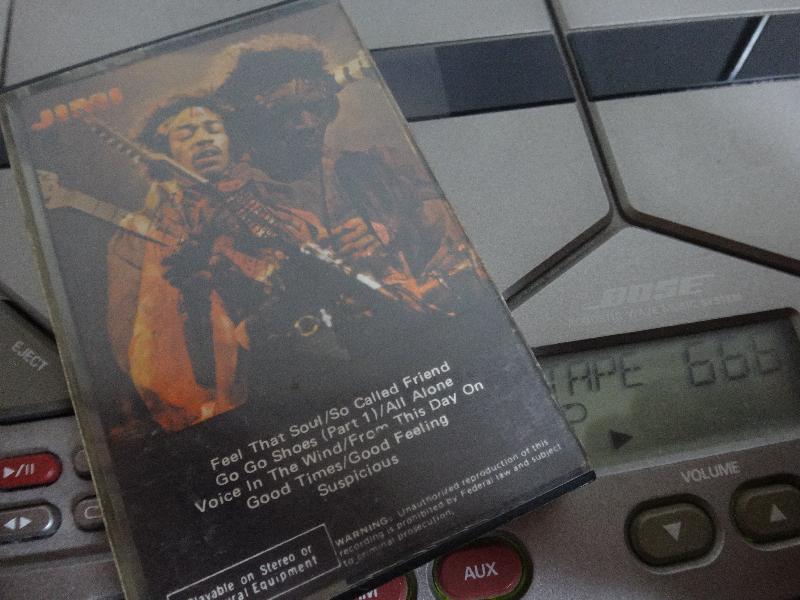 JIMI
Feel That Soul/So Called Friend
Go Go Shoes (Part 1)/All Alone
Voice In The Wind/From This Day On
Good Times/Good Feeling
Suspicious
WARNING: Unauthorized reproduction of this
recording is prohibited by Federal law and subject
to criminal prosecution.
Playable on Stereo or
Equipment
BOSE
TAPE 666
EJECT
VOLUME
AUX